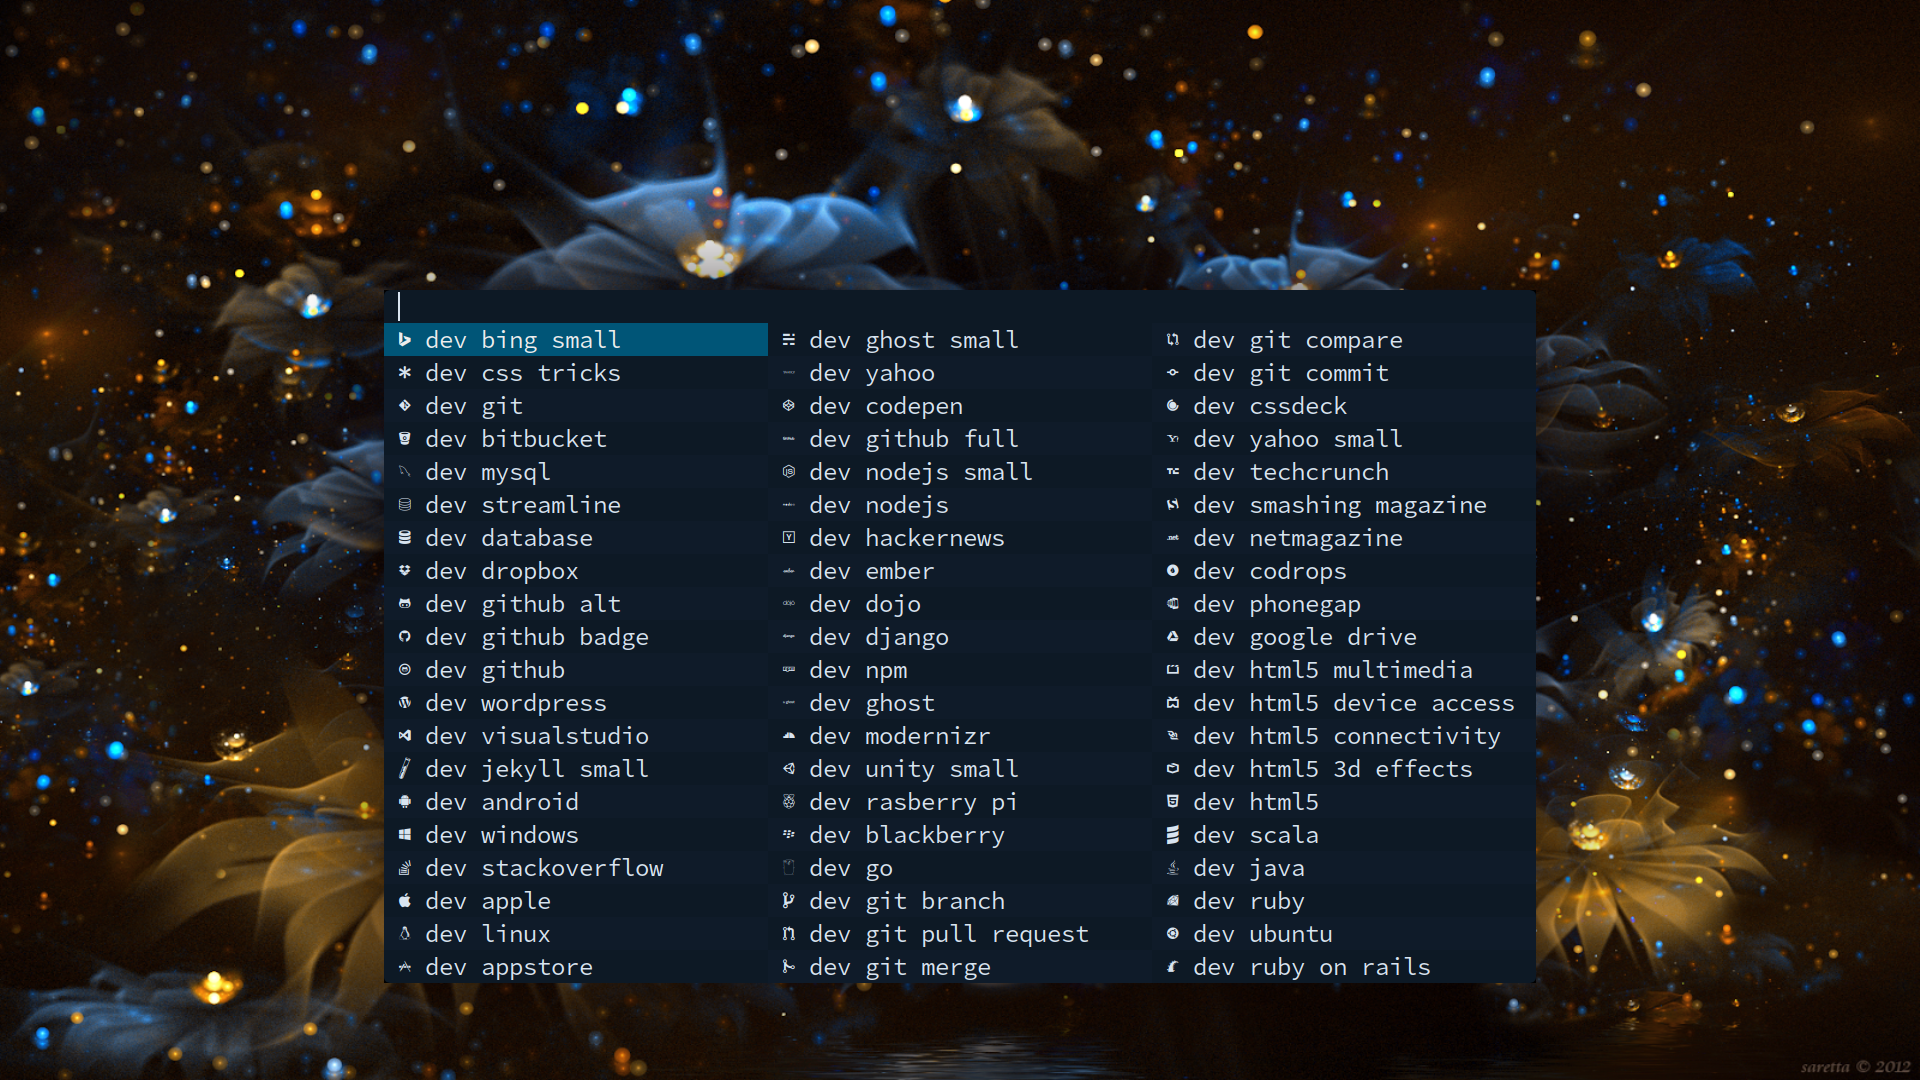 dev bing small
dev css tricks
dev git
dev bitbucket
dev mysql
dev streamline
dev database
dev dropbox
dev github alt
dev github badge
dev github
dev wordpress
dev visualstudio
dev jekyll small
dev android
dev windows
dev stackoverflow
dev apple
dev linux
dev appstore
dev ghost small
dev yahoo
dev codepen
dev github full
dev nodejs small
dev nodejs
dev hackernews
dev ember
dev dojo
dev django
dev npm
dev ghost
dev modernizr
dev unity small
dev rasberry pi
dev blackberry
dev go
dev git branch
dev git pull request
dev git merge
dev git compare
dev git commit
dev cssdeck
dev yahoo small
dev techcrunch
dev smashing magazine
dev netmagazine
dev codrops
dev phonegap
dev google drive
dev html5 multimedia
dev html5 device access
dev html5 connectivity
dev html5 3d effects
dev html5
dev scala
dev java
dev ruby
dev ubuntu
dev ruby on rails
saretta © 2012